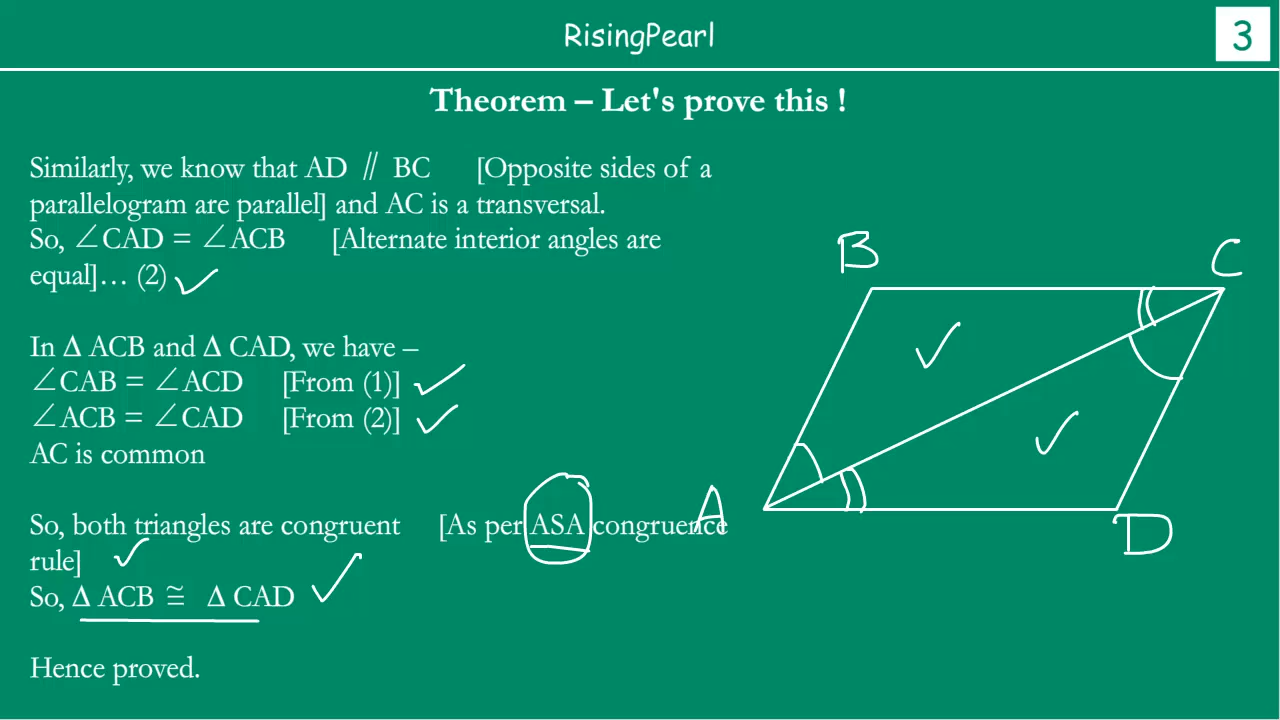 RisingPearl
3
Theorem – Let's prove this !
Similarly, we know that AD ∥ BC [Opposite sides of a
parallelogram are parallel] and AC is a transversal.
So, ∠CAD = ∠ACB [Alternate interior angles are
equal]… (2)
In Δ ACB and Δ CAD, we have –
∠CAB = ∠ACD [From (1)]
∠ACB = ∠CAD [From (2)]
AC is common
So, both triangles are congruent [As per ASA congruence
rule]
So, Δ ACB ≅ Δ CAD
Hence proved.
B
C
A
D